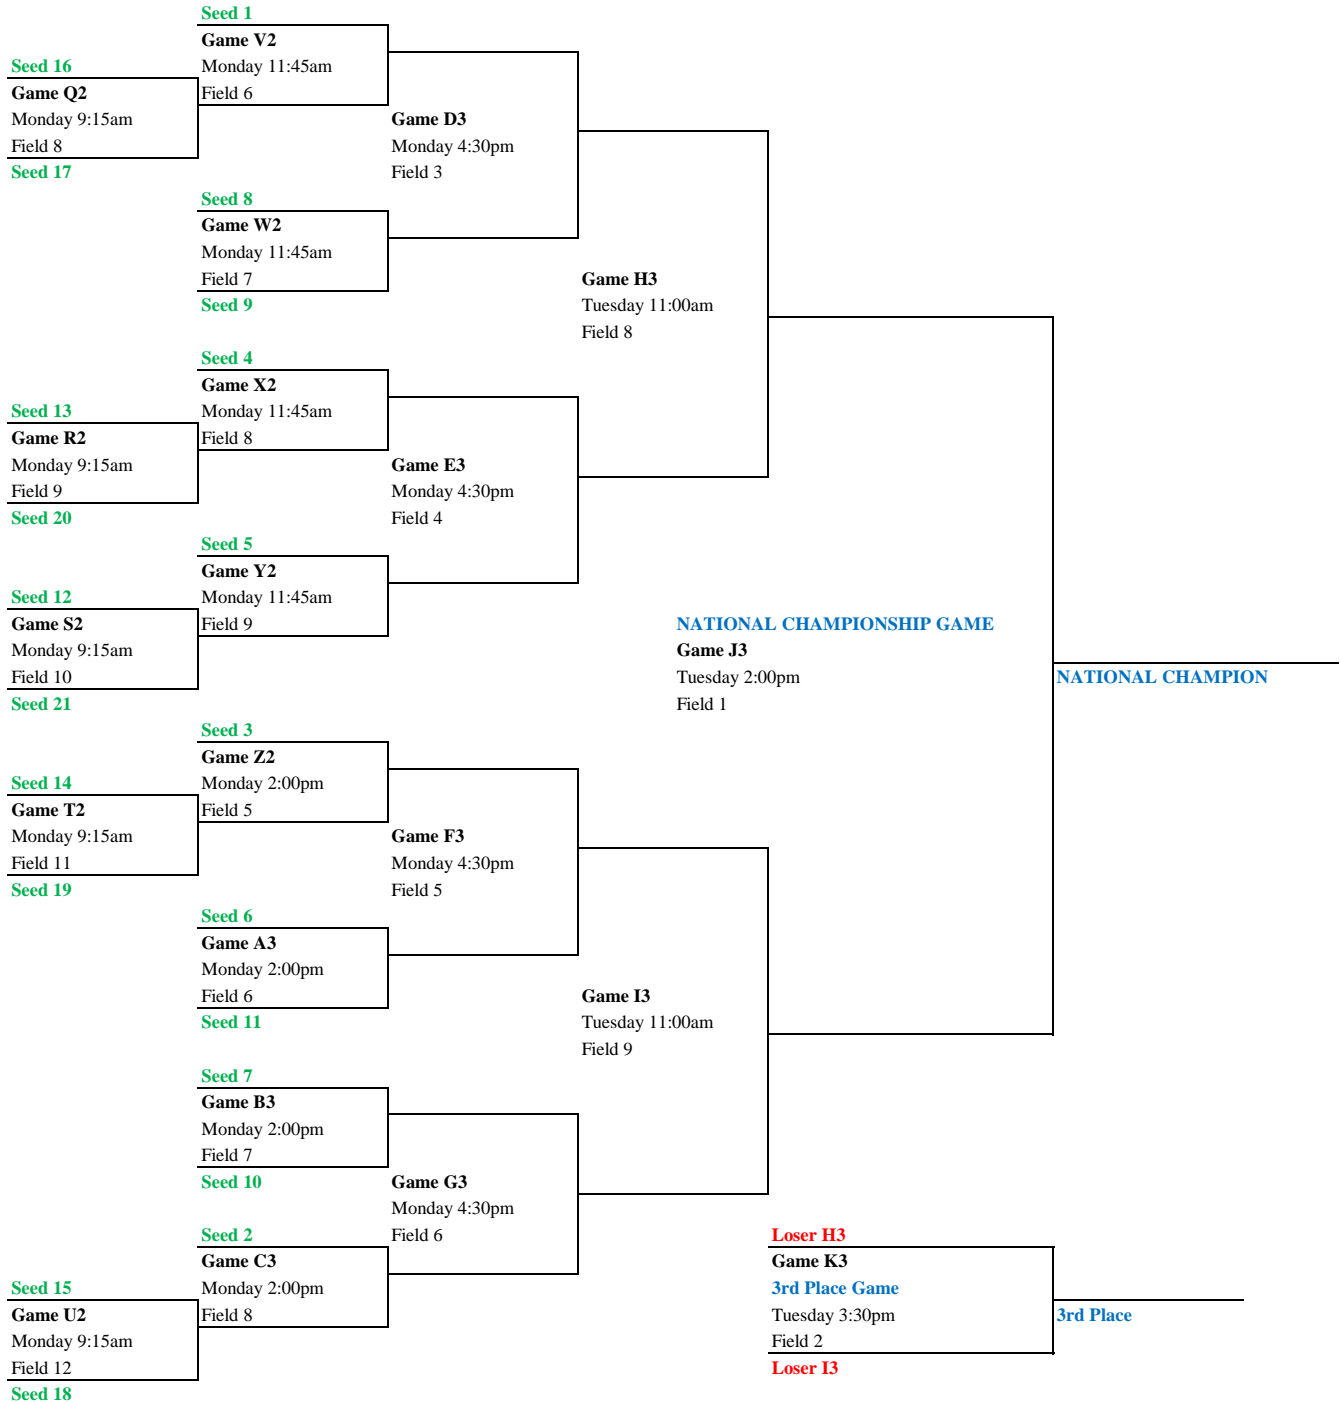 Seed 1
Game V2
Monday 11:45am
Field 6
Seed 16
Game Q2
Monday 9:15am
Field 8
Seed 17
Game D3
Monday 4:30pm
Field 3
Seed 8
Game W2
Monday 11:45am
Field 7
Seed 9
Game H3
Tuesday 11:00am
Field 8
Seed 4
Game X2
Monday 11:45am
Field 8
Seed 13
Game R2
Monday 9:15am
Field 9
Seed 20
Game E3
Monday 4:30pm
Field 4
Seed 5
Game Y2
Monday 11:45am
Field 9
Seed 12
Game S2
Monday 9:15am
Field 10
Seed 21
NATIONAL CHAMPIONSHIP GAME
Game J3
Tuesday 2:00pm
Field 1
NATIONAL CHAMPION
Seed 3
Game Z2
Monday 2:00pm
Field 5
Seed 14
Game T2
Monday 9:15am
Field 11
Seed 19
Game F3
Monday 4:30pm
Field 5
Seed 6
Game A3
Monday 2:00pm
Field 6
Seed 11
Game I3
Tuesday 11:00am
Field 9
Seed 7
Game B3
Monday 2:00pm
Field 7
Seed 10
Game G3
Monday 4:30pm
Field 6
Seed 2
Game C3
Monday 2:00pm
Field 8
Seed 15
Game U2
Monday 9:15am
Field 12
Seed 18
Loser H3
Game K3
3rd Place Game
Tuesday 3:30pm
Field 2
Loser I3
3rd Place